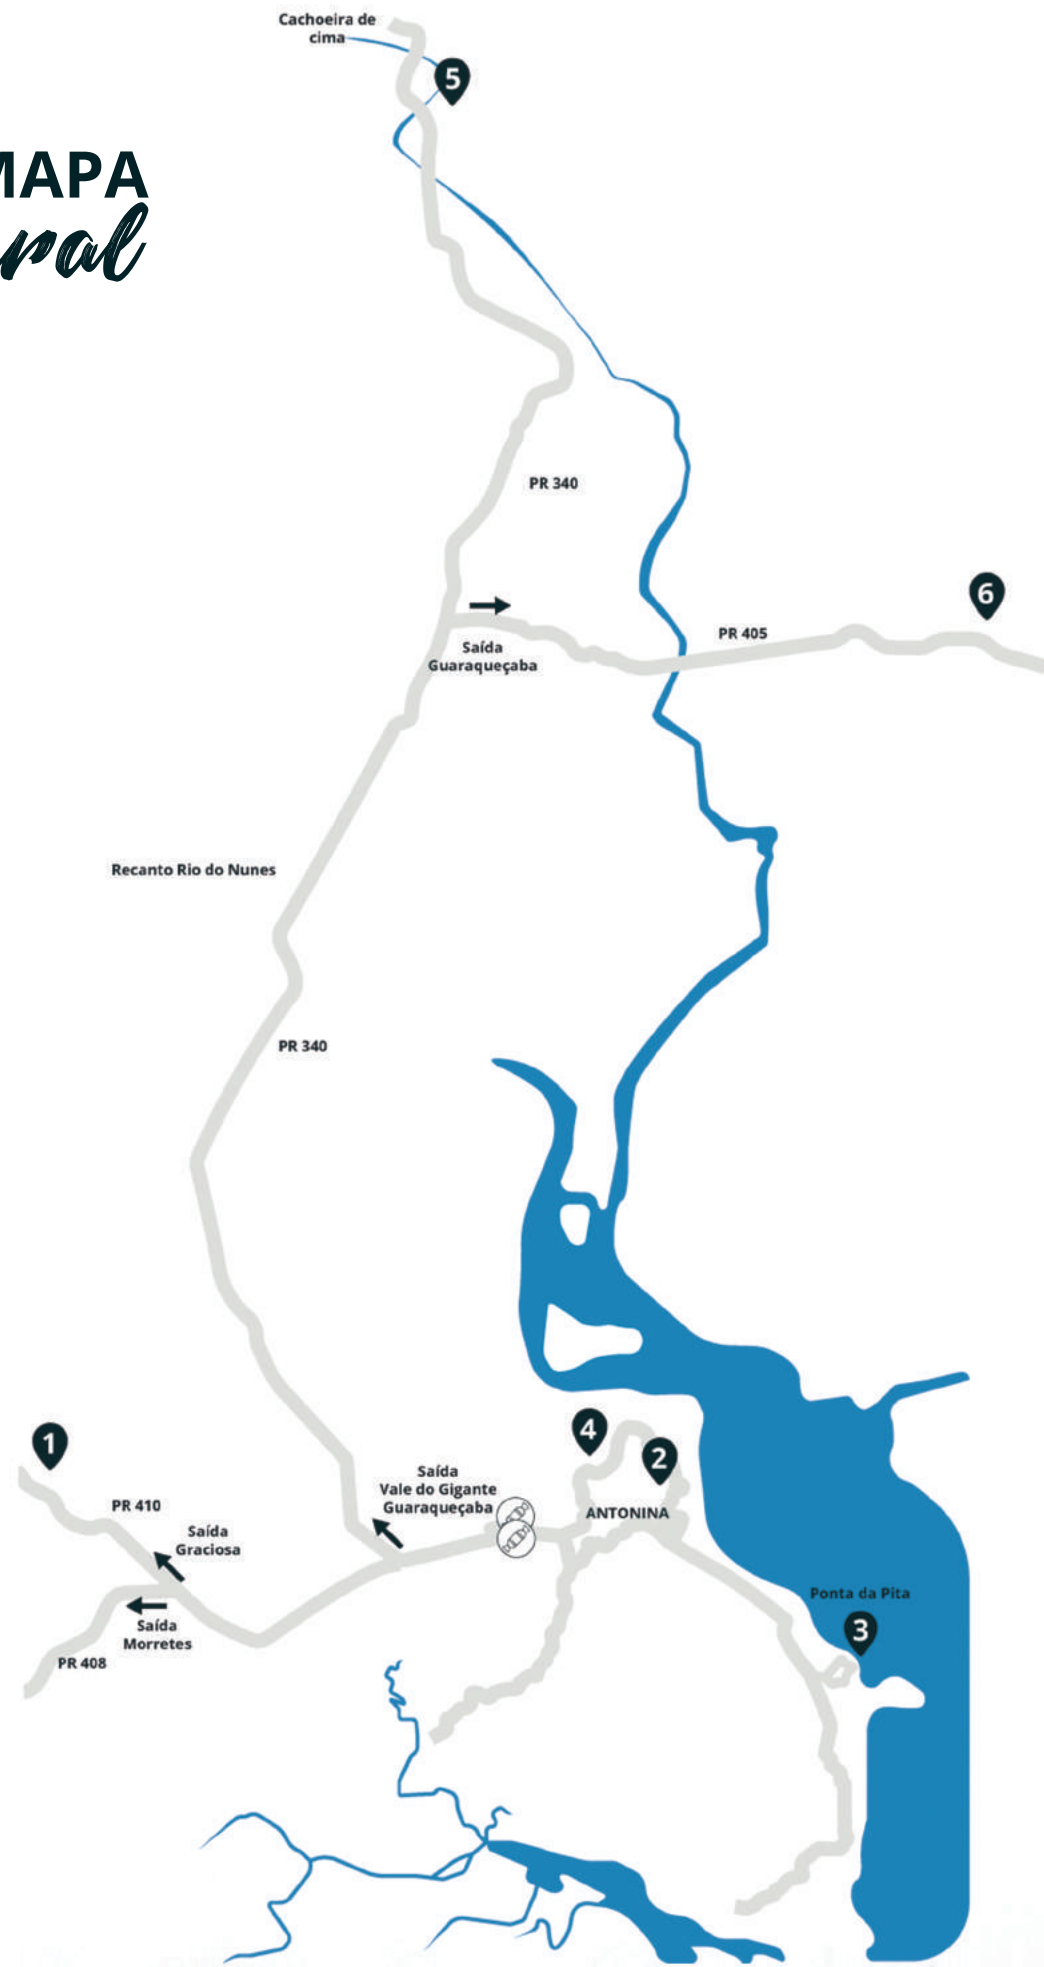 Cachoeira de
cima
5
MAPA
ral
PR 340
6
PR 405
Saída
Guaraqueçaba
Recanto Rio do Nunes
PR 340
1
4
2
Saída
Vale do Gigante
Guaraqueçaba
PR 410
ANTONINA
Saída
Graciosa
Ponta da Pita
3
Saída
Morretes
PR 408